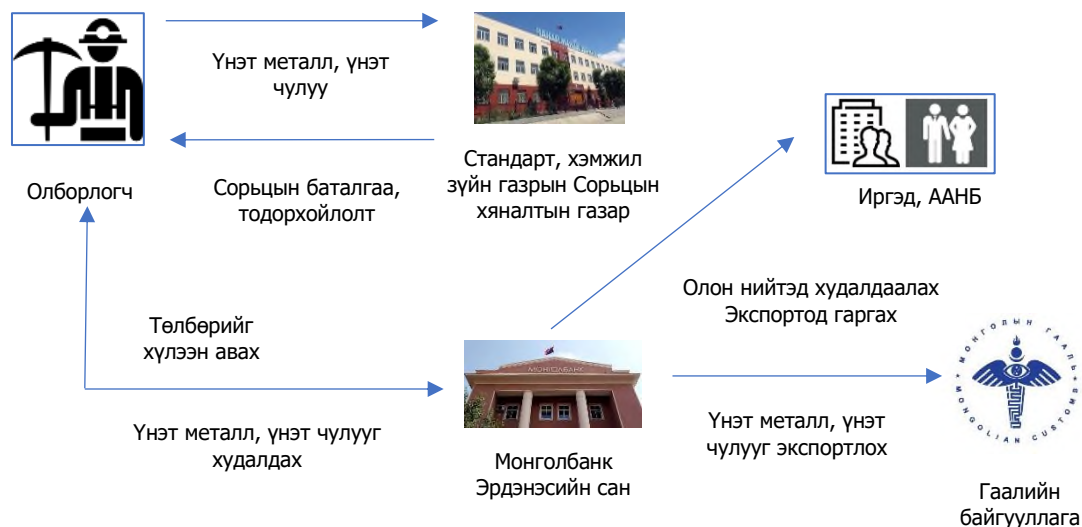 Үнэт металл, үнэт
чулуу
Сорьцын баталгаа,
тодорхойлолт
Олборлогч
Стандарт, хэмжил
зүйн газрын Сорьцын
хяналтын газар
Иргэд, ААНБ
Төлбөрийг
хүлээн авах
Үнэт металл, үнэт чулууг
худалдах
МОНГОЛБАНК
Монголбанк
Эрдэнэсийн сан
Олон нийтэд худалдаалах
Экспортод гаргах
Үнэт металл, үнэт
чулууг экспортлох
МОНГОЛЫН ГААЛЬ
MONGOLIAN CUSTOMS
Гаалийн
байгууллага